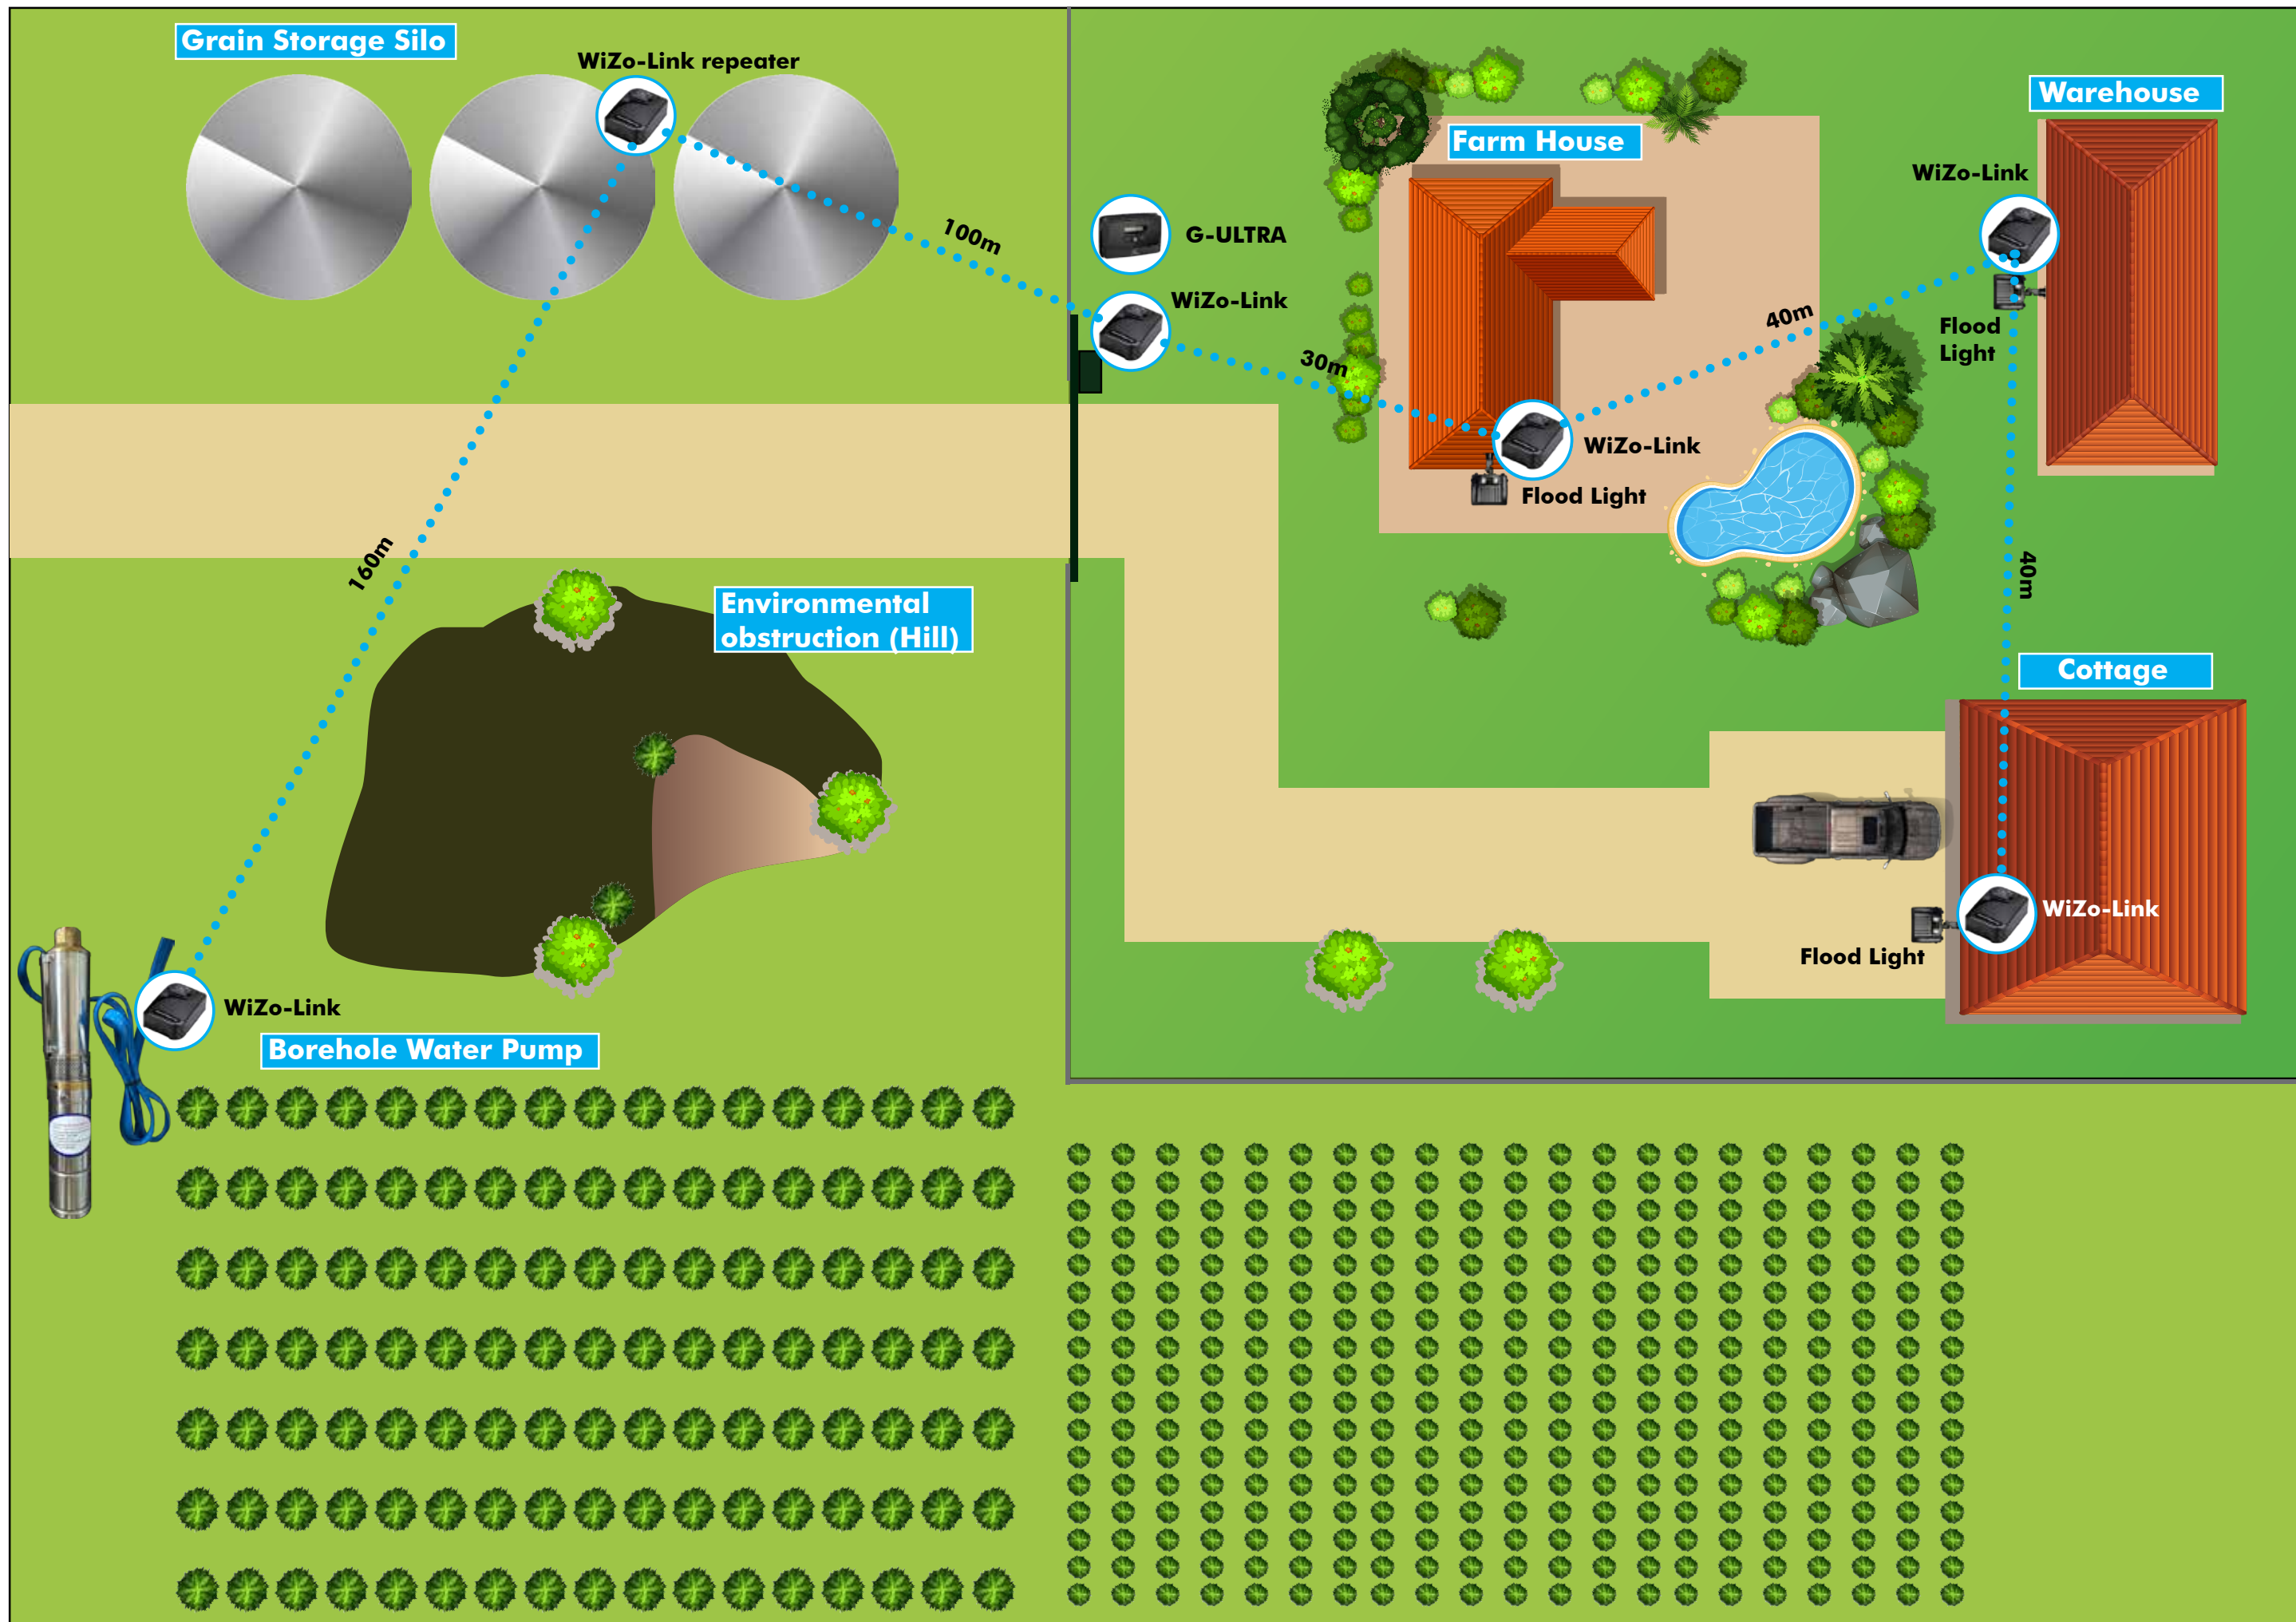 Grain Storage Silo
WiZo-Link repeater
100m
160m
Environmental
obstruction (Hill)
WiZo-Link
Borehole Water Pump
G-ULTRA
WiZo-Link
30m
Farm House
WiZo-Link
Flood Light
40m
Warehouse
WiZo-Link
Flood
Light
40m
Cottage
WiZo-Link
Flood Light